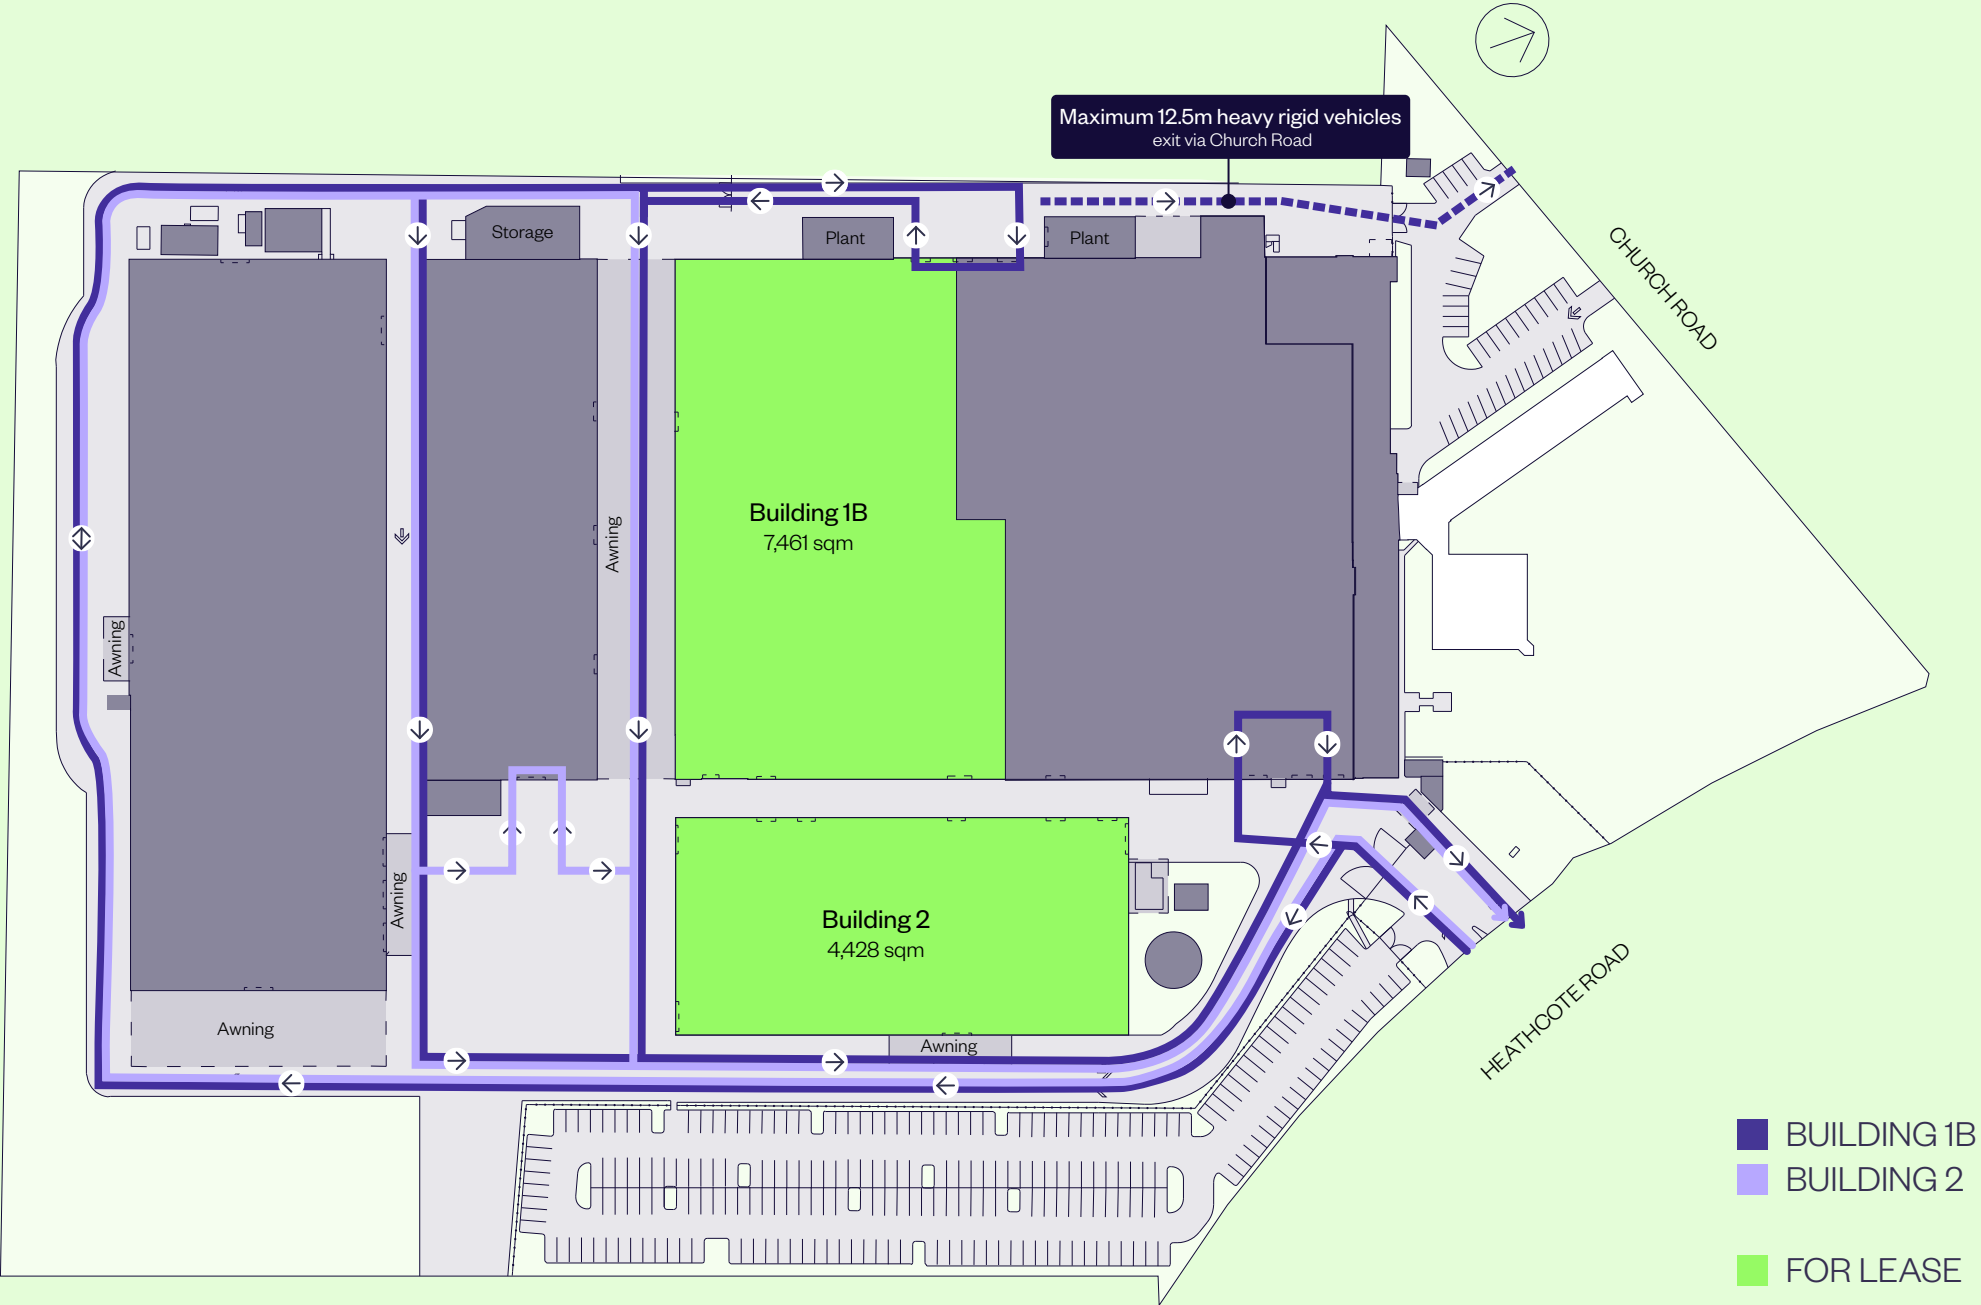 Maximum 12.5m heavy rigid vehicles
exit via Church Road
CHURCH ROAD
Storage
Plant
Plant
Awning
Building 1B
7,461 sqm
Awning
Awning
Building 2
4,428 sqm
Awning
Awning
HEATHCOTE ROAD
BUILDING 1B
BUILDING 2
FOR LEASE